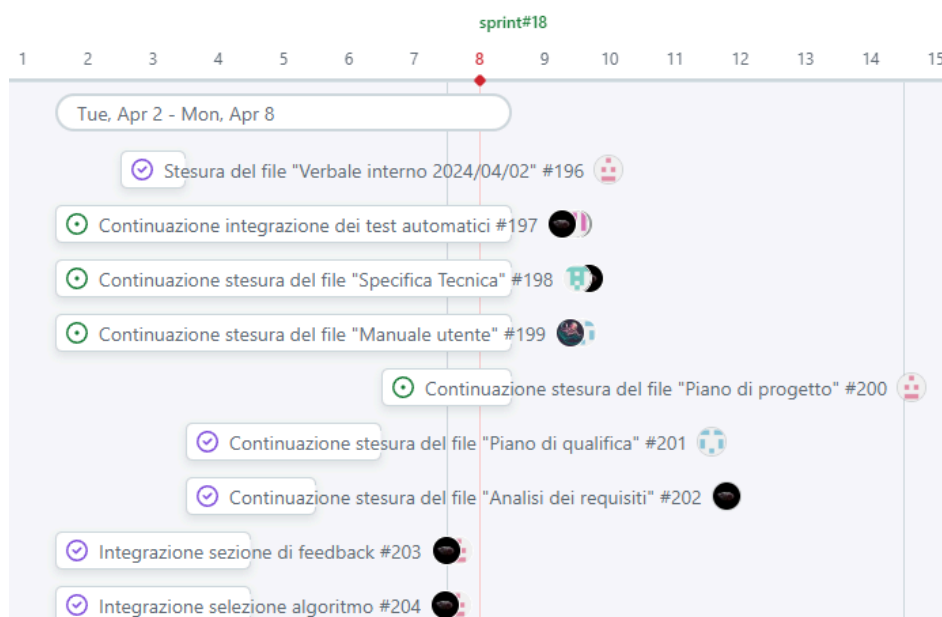 sprint#18
1 2 3 4 5 6 7 8 9 10 11 12 13 14 15
Tue, Apr 2 - Mon, Apr 8
Stesura del file "Verbale interno 2024/04/02" #196
Continuazione integrazione dei test automatici #197
Continuazione stesura del file "Specifica Tecnica" #198
Continuazione stesura del file "Manuale utente" #199
Continuazione stesura del file "Piano di progetto" #200
Continuazione stesura del file "Piano di qualifica" #201
Continuazione stesura del file "Analisi dei requisiti" #202
Integrazione sezione di feedback #203
Integrazione selezione algoritmo #204